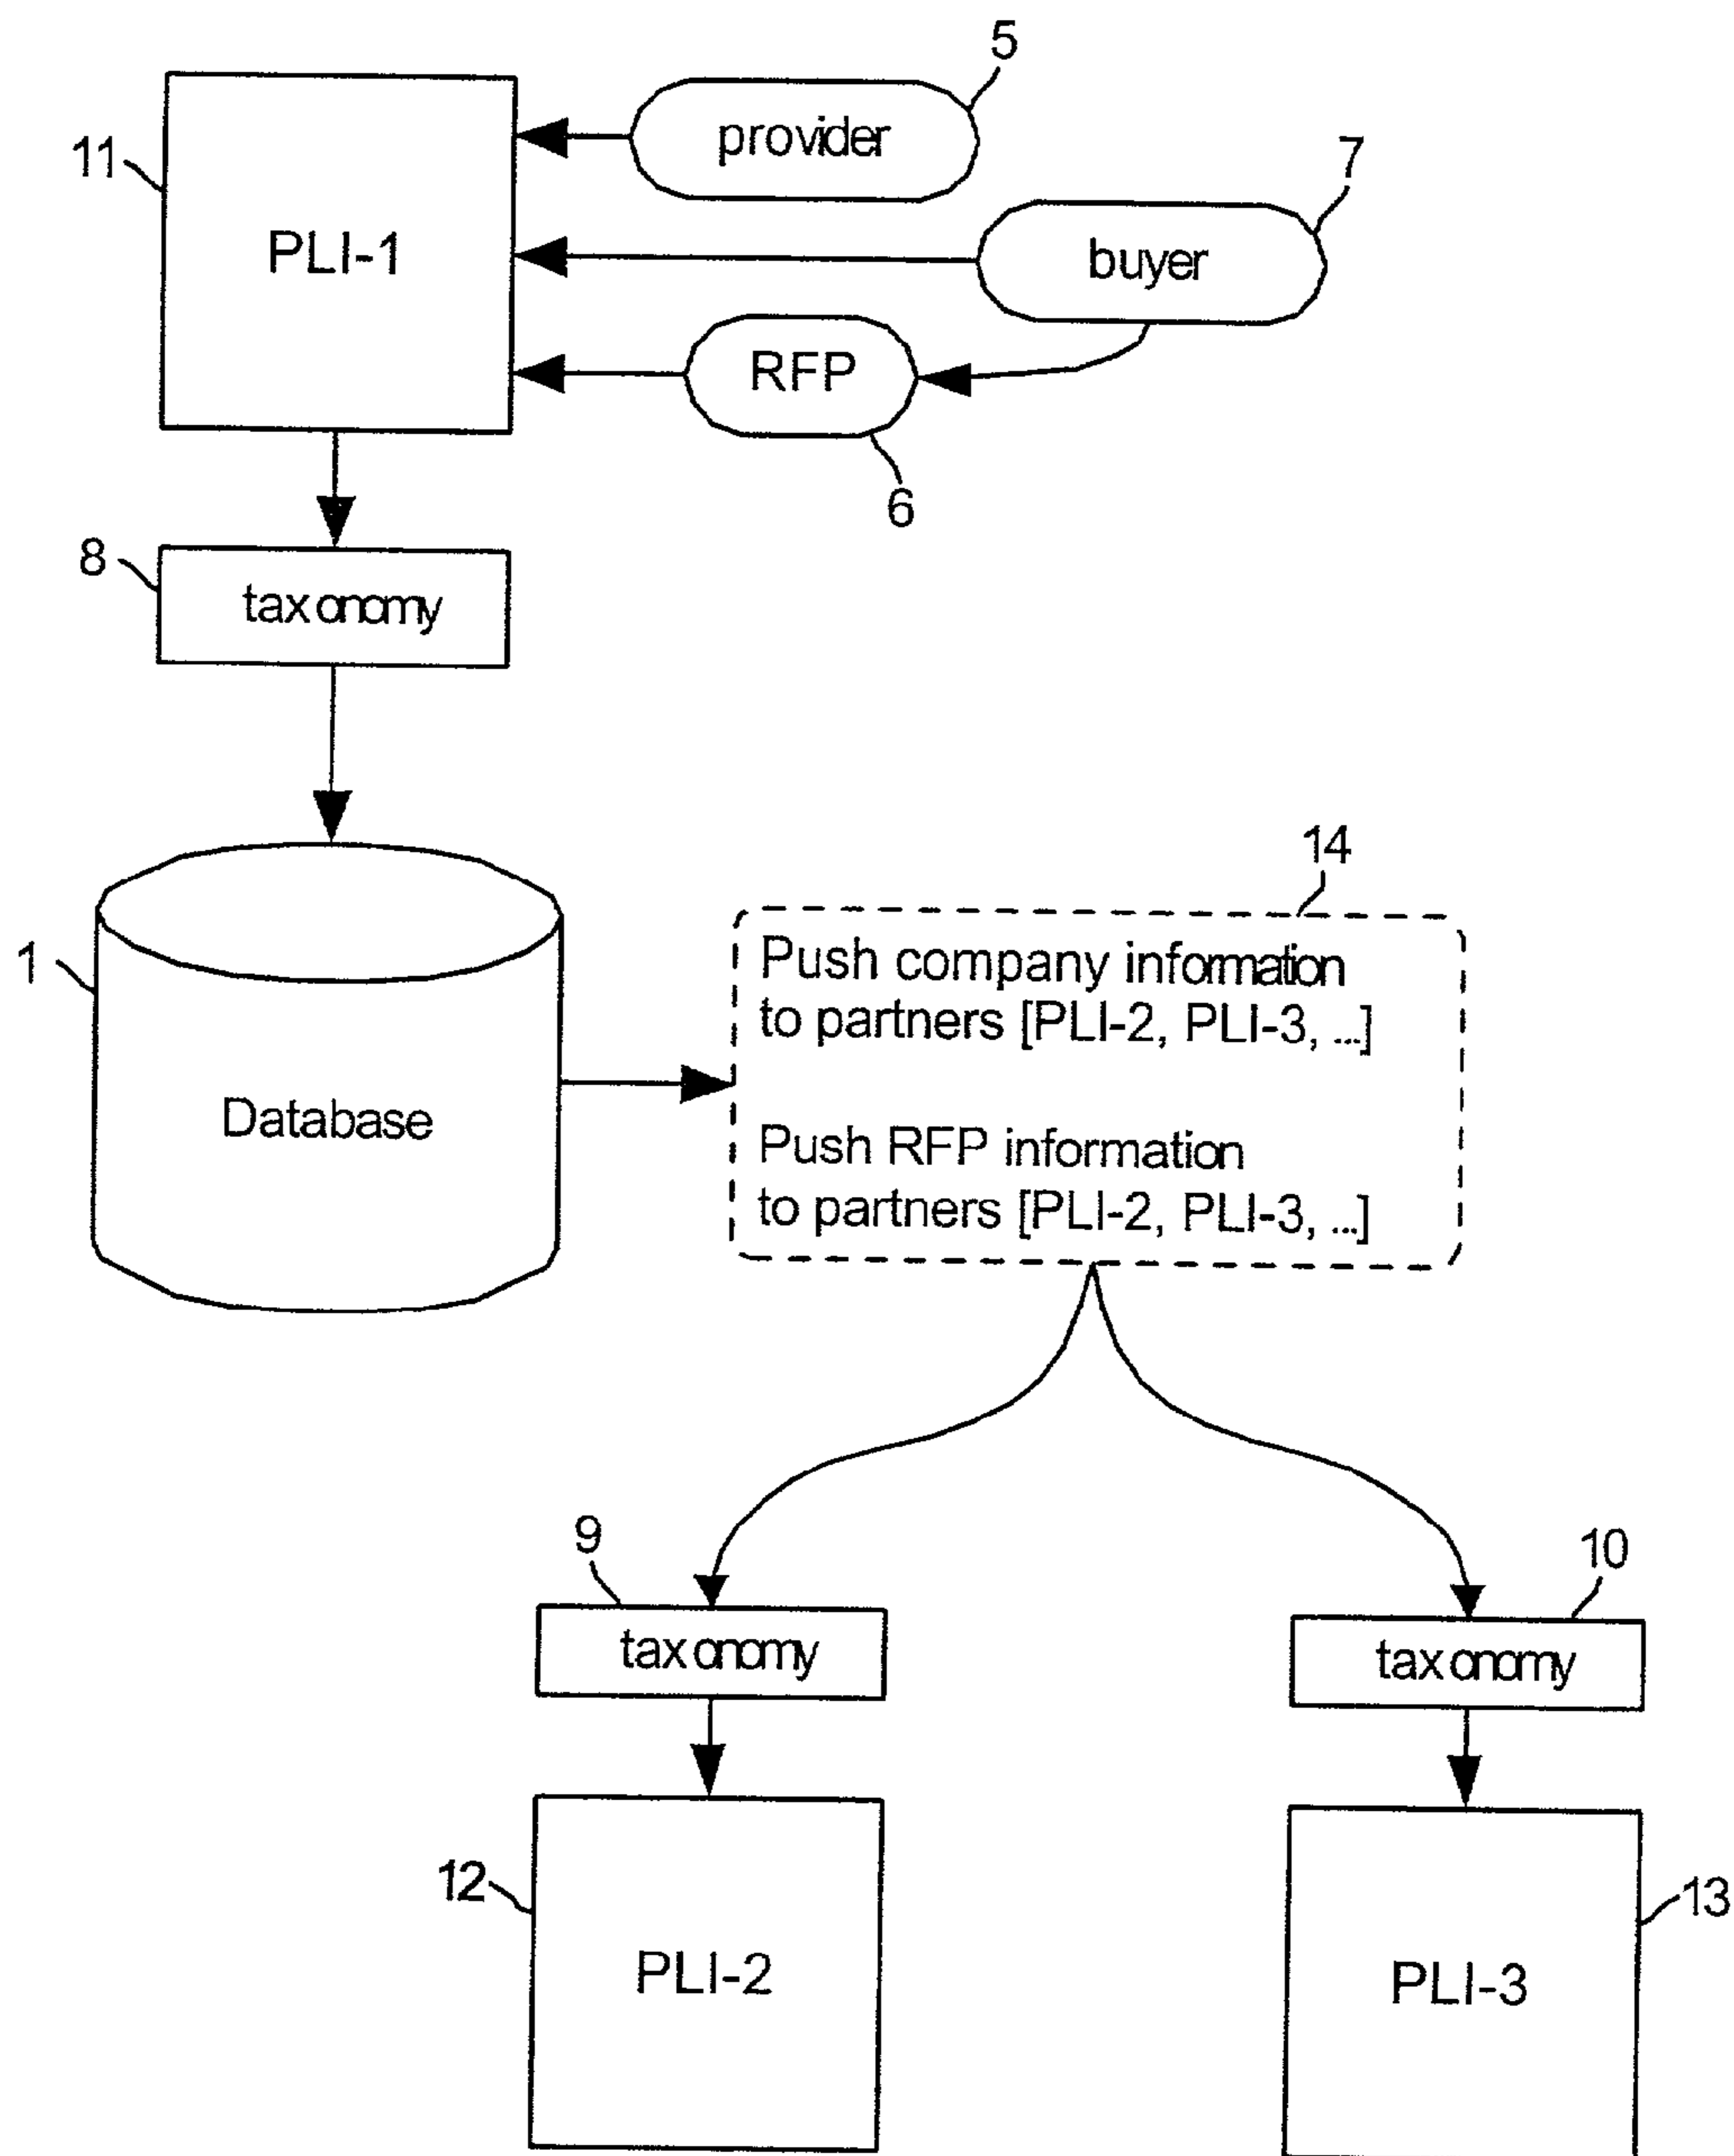 5
provider
7
11
PLI-1
buyer
RFP
6
8
taxonomy
14
1
Push company information
to partners [PLI-2, PLI-3, ...]
Database
Push RFP information
to partners [PLI-2, PLI-3, ...]
9
10
taxonomy
taxonomy
12
13
PLI-2
PLI-3